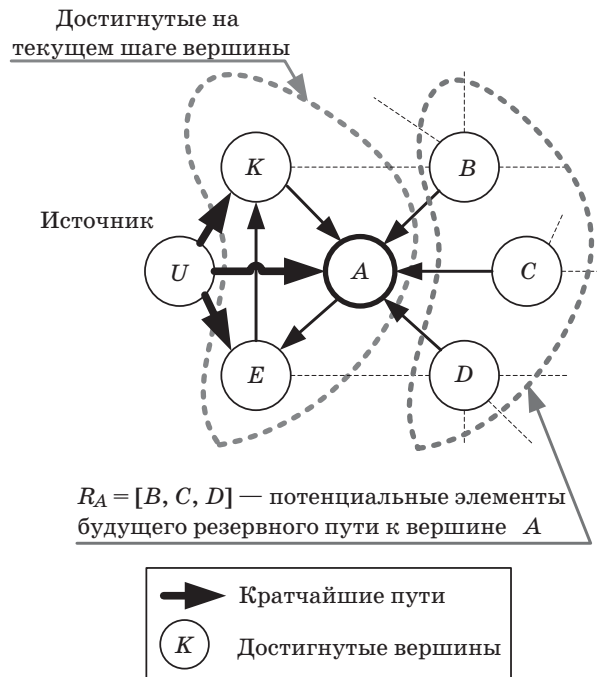 Достигнутые на
текущем шаге вершины
K
B
Источник
U
A
C
E
D
R_A = [B, C, D] — потенциальные элементы
будущего резервного пути к вершине A
Кратчайшие пути
K
Достигнутые вершины